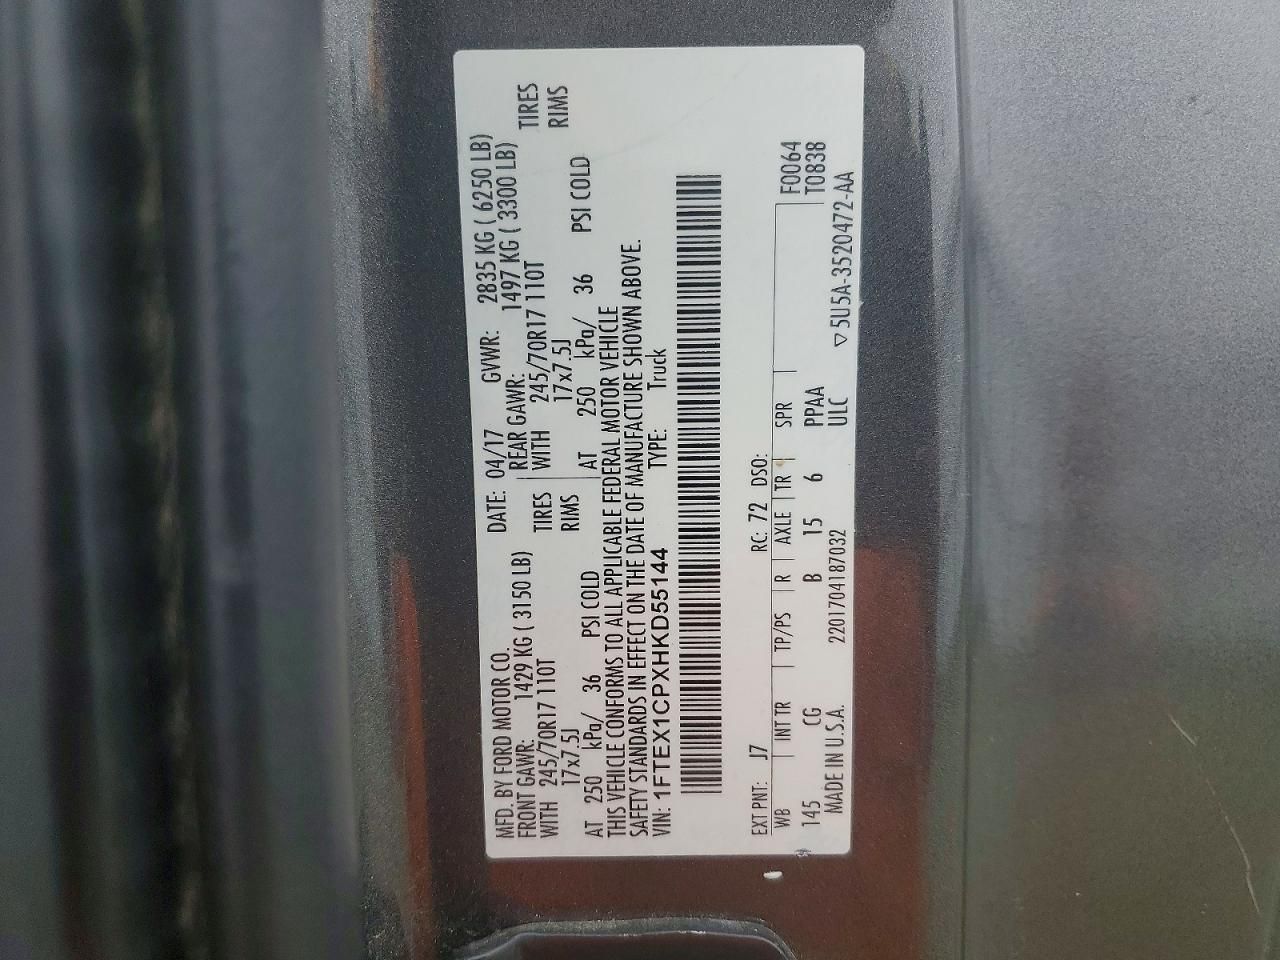 MFD. BY FORD MOTOR CO. DATE: 04/17 GVWR: 2835 KG ( 6250 LB)
FRONT GAWR: 1429 KG ( 3150 LB) REAR GAWR: 1497 KG ( 3300 LB)
WITH 245/70R17 110T TIRES WITH 245/70R17 110T TIRES
17x7.5J RIMS 17x7.5J RIMS
AT 250 kPa/ 36 PSI COLD AT 250 kPa/ 36 PSI COLD
THIS VEHICLE CONFORMS TO ALL APPLICABLE FEDERAL MOTOR VEHICLE
SAFETY STANDARDS IN EFFECT ON THE DATE OF MANUFACTURE SHOWN ABOVE.
VIN: 1FTEX1CPXHKD55144 TYPE: Truck
EXT PNT: J7 RC: 72 DSO: F0064
WB INT TR TP/PS R AXLE TR SPR T0838
145 CG B 15 6 PPAA
MADE IN U.S.A. 2201704187032 ULC
▽5U5A-3520472-AA